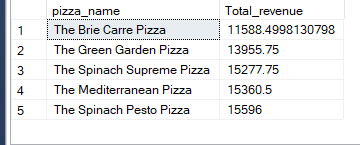 pizza_name Total_revenue
1 The Brie Carre Pizza 11588.4998130798
2 The Green Garden Pizza 13955.75
3 The Spinach Supreme Pizza 15277.75
4 The Mediterranean Pizza 15360.5
5 The Spinach Pesto Pizza 15596